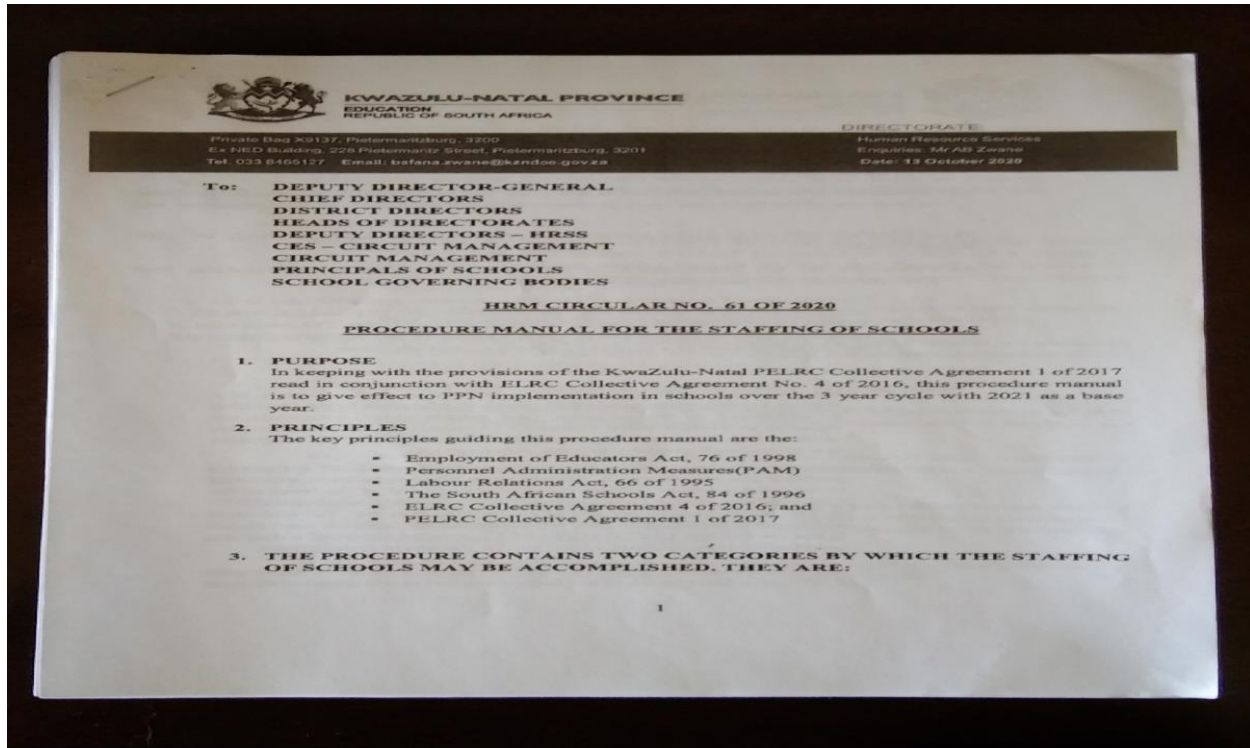 KWAZULU-NATAL PROVINCE
EDUCATION
REPUBLIC OF SOUTH AFRICA
DIRECTORATE:
Private Bag X9137, Pietermaritzburg, 3200
Human Resource Services
Ex NED Building, 228 Pietermaritz Street, Pietermaritzburg, 3201
Enquiries: Mr AB Zwane
Tel. 033 8465127 Email: bafana.zwane@kzndoe.gov.za
Date: 13 October 2020
To: DEPUTY DIRECTOR-GENERAL
CHIEF DIRECTORS
DISTRICT DIRECTORS
HEADS OF DIRECTORATES
DEPUTY DIRECTORS – HRSS
CES – CIRCUIT MANAGEMENT
CIRCUIT MANAGEMENT
PRINCIPALS OF SCHOOLS
SCHOOL GOVERNING BODIES
HRM CIRCULAR NO. 61 OF 2020
PROCEDURE MANUAL FOR THE STAFFING OF SCHOOLS
1. PURPOSE
In keeping with the provisions of the KwaZulu-Natal PELRC Collective Agreement 1 of 2017
read in conjunction with ELRC Collective Agreement No. 4 of 2016, this procedure manual
is to give effect to PPN implementation in schools over the 3 year cycle with 2021 as a base
year.
2. PRINCIPLES
The key principles guiding this procedure manual are the:
▪ Employment of Educators Act, 76 of 1998
▪ Personnel Administration Measures(PAM)
▪ Labour Relations Act, 66 of 1995
▪ The South African Schools Act, 84 of 1996
▪ ELRC Collective Agreement 4 of 2016; and
▪ PELRC Collective Agreement 1 of 2017
3. THE PROCEDURE CONTAINS TWO CATEGORIES BY WHICH THE STAFFING
OF SCHOOLS MAY BE ACCOMPLISHED. THEY ARE:
1